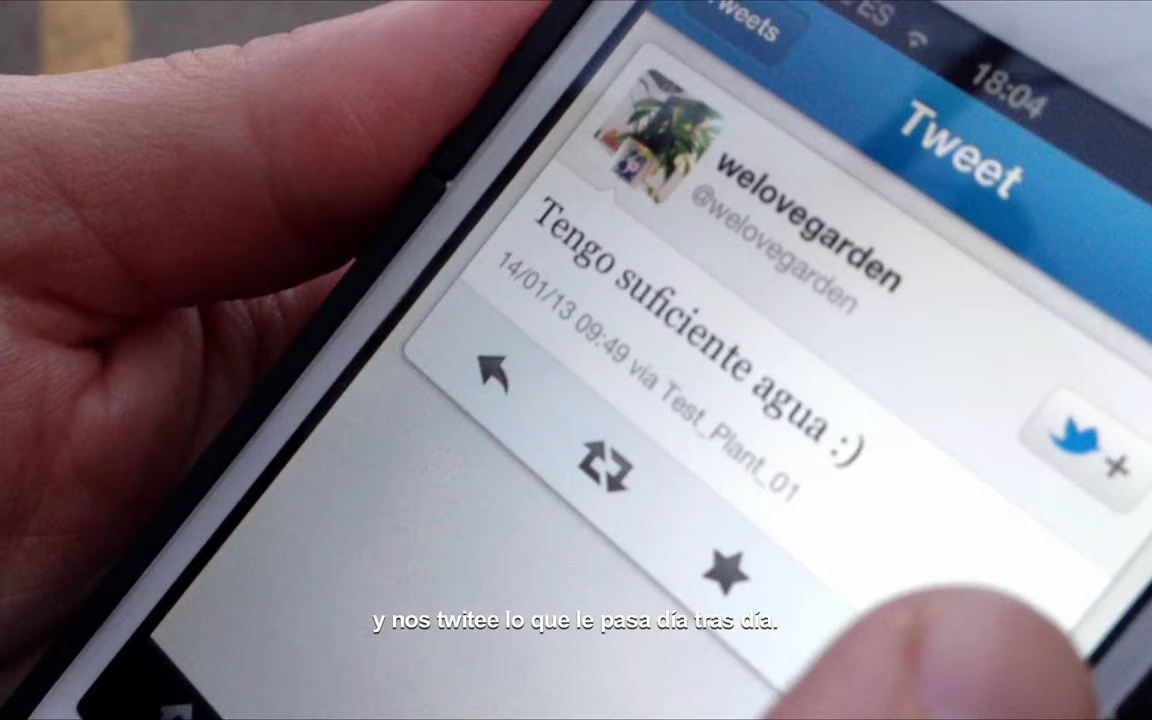 ES
18:04
Tweets
Tweet
welovegarden
@welovegarden
Tengo suficiente agua :)
14/01/13 09:49 vía Test_Plant_01
y nos twitee lo que le pasa día tras día.